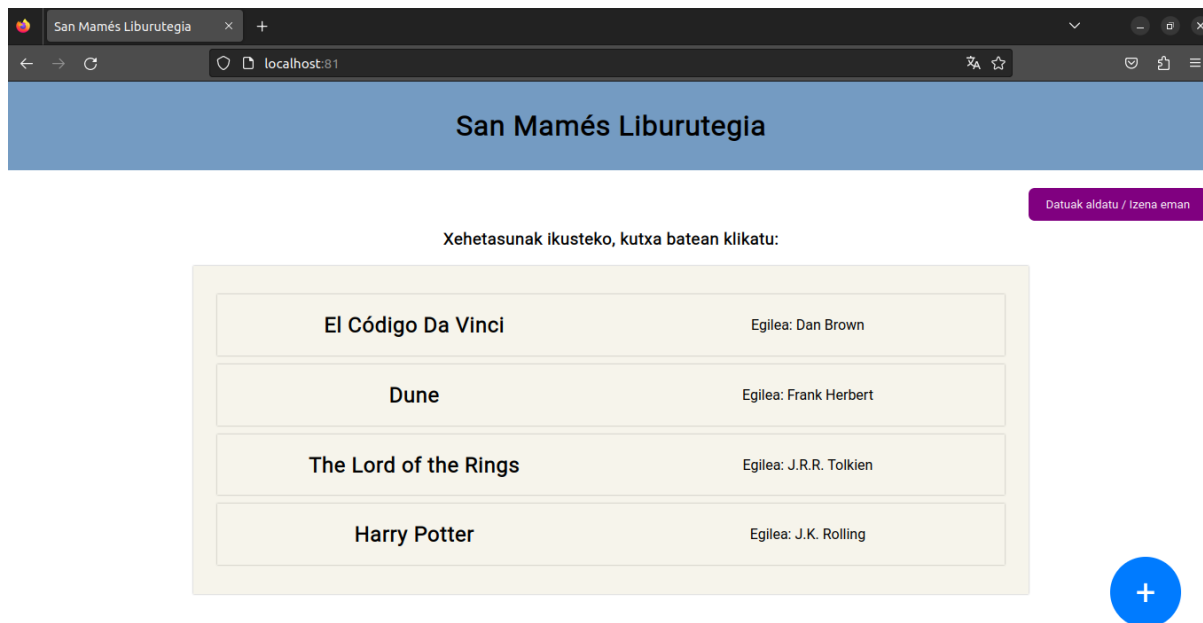 San Mamés Liburutegia
localhost:81
San Mamés Liburutegia
Datuak aldatu / Izena eman
Xehetasunak ikusteko, kutxa batean klikatu:
El Código Da Vinci Egilea: Dan Brown
Dune Egilea: Frank Herbert
The Lord of the Rings Egilea: J.R.R. Tolkien
Harry Potter Egilea: J.K. Rolling
+